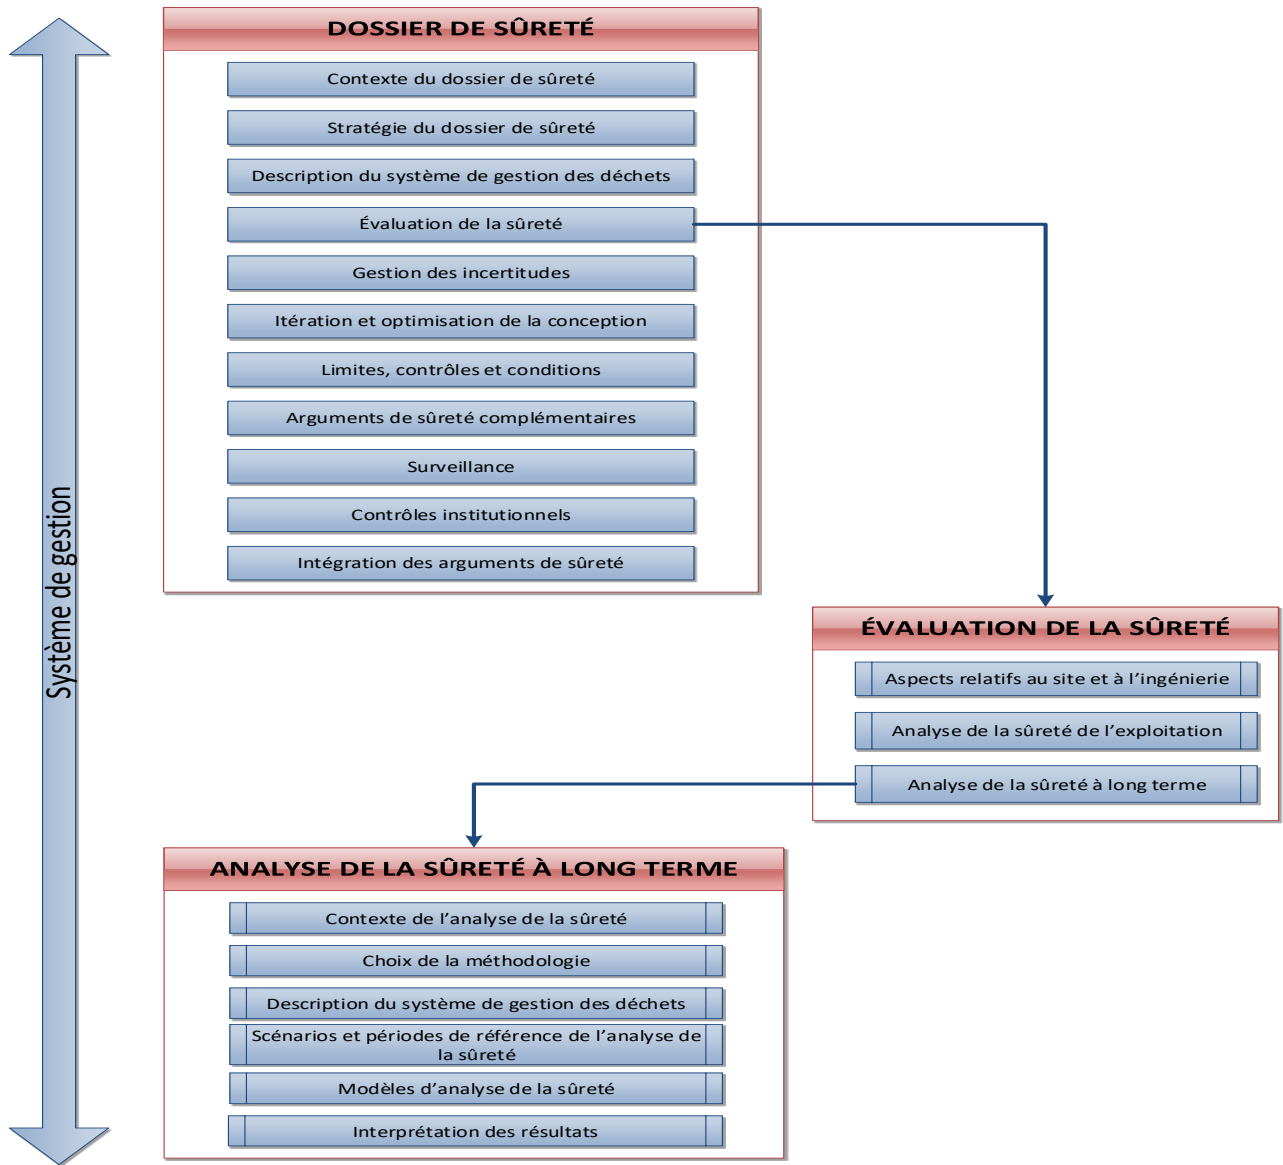 DOSSIER DE SÛRETÉ
Contexte du dossier de sûreté
Stratégie du dossier de sûreté
Description du système de gestion des déchets
Évaluation de la sûreté
Gestion des incertitudes
Itération et optimisation de la conception
Limites, contrôles et conditions
Arguments de sûreté complémentaires
Surveillance
Contrôles institutionnels
Intégration des arguments de sûreté
Système de gestion
ÉVALUATION DE LA SÛRETÉ
Aspects relatifs au site et à l’ingénierie
Analyse de la sûreté de l’exploitation
Analyse de la sûreté à long terme
ANALYSE DE LA SÛRETÉ À LONG TERME
Contexte de l’analyse de la sûreté
Choix de la méthodologie
Description du système de gestion des déchets
Scénarios et périodes de référence de l’analyse de
la sûreté
Modèles d’analyse de la sûreté
Interprétation des résultats